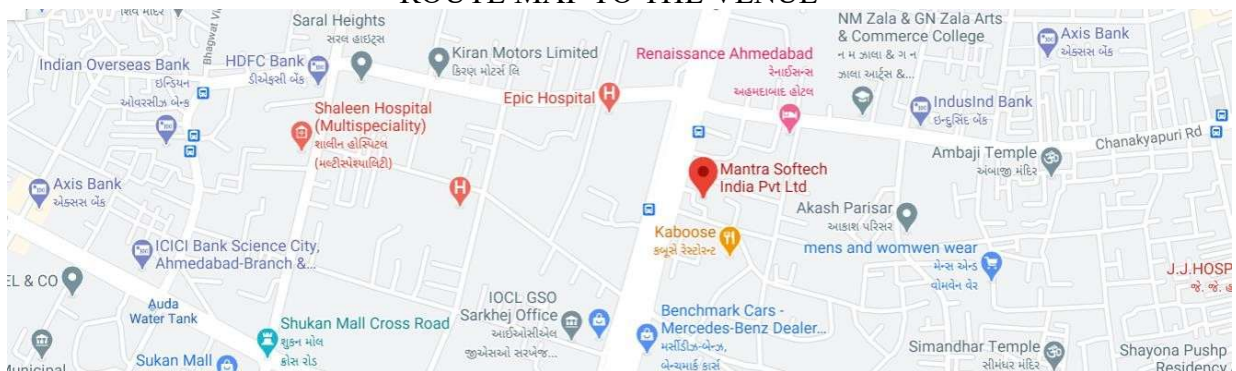 ROUTE MAP TO THE VENUE
Saral Heights
સરલ હાઇટ્સ
Bhagwat
HDFC Bank
ડીએફસી બેંક
Indian Overseas Bank
ઇન્ડિયન
ઓવરસીઝ બેન્ક
Kiran Motors Limited
કિરણ મોટર્સ લિ
Epic Hospital
Renaissance Ahmedabad
રેનાઈસન્સ
અહમદાબાદ હોટલ
NM Zala & GN Zala Arts
& Commerce College
ન મ ઝાલા & ગ ન
ઝાલા આર્ટ્સ &...
Axis Bank
એક્સસ બેંક
IndusInd Bank
ઇન્દુસિંદ બેંક
Chanakyapuri Rd
Shaleen Hospital
(Multispeciality)
શાલીન હોસ્પિટલ
(મલ્ટીસ્પેશ્યાલિટી)
Ambaji Temple
અંબાજી મંદિર
Mantra Softech
India Pvt Ltd
Axis Bank
એક્સસ બેંક
Akash Parisar
આકાશ પરિસર
Kaboose
કબૂસે રેસ્ટોરન્ટ
mens and womwen wear
મેન્સ એન્ડ
વોમવેન વેર
ICICI Bank Science City,
Ahmedabad-Branch &...
J.J.HOSP
જે. જે. હ
EL & CO
Auda
Water Tank
IOCL GSO
Sarkhej Office
આઈઓસીએલ
જીએસઓ સરખેજ...
Benchmark Cars -
Mercedes-Benz Dealer...
મર્સીડીઝ-બેન્ઝ,
બેન્ચમાર્ક કાર્સ
Shukan Mall Cross Road
શુકન મોલ
ક્રોસ રોડ
Sukan Mall
Simandhar Temple
સીમંધર મંદિર
Shayona Pushp
Residency
Municipal